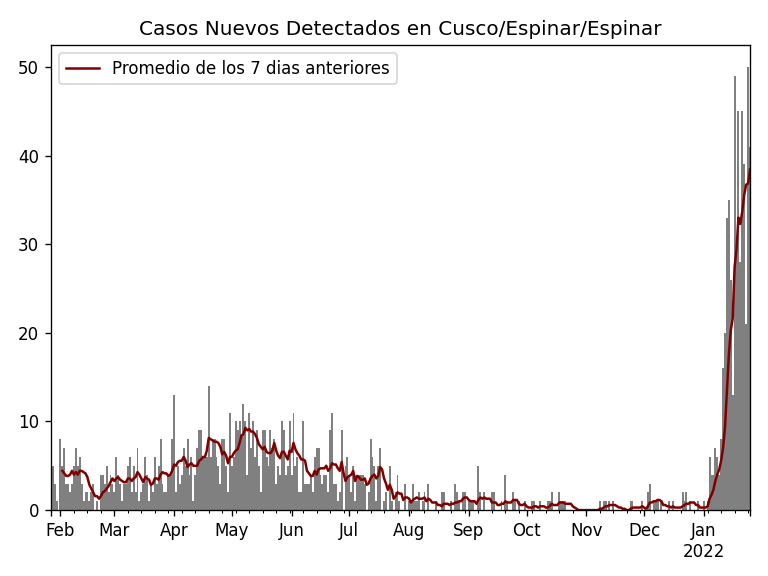 Casos Nuevos Detectados en Cusco/Espinar/Espinar
Promedio de los 7 dias anteriores
50
40
30
20
10
0
Feb Mar Apr May Jun Jul Aug Sep Oct Nov Dec Jan
2022